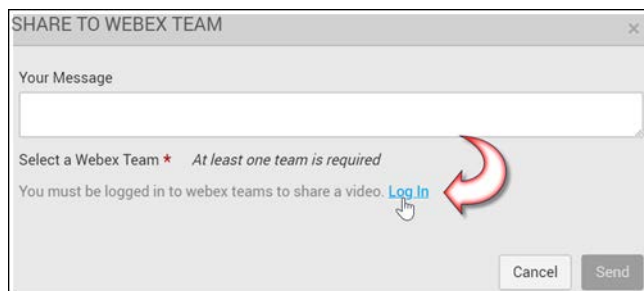 SHARE TO WEBEX TEAM
×
Your Message
Select a Webex Team * At least one team is required
You must be logged in to webex teams to share a video. Log In
Cancel Send